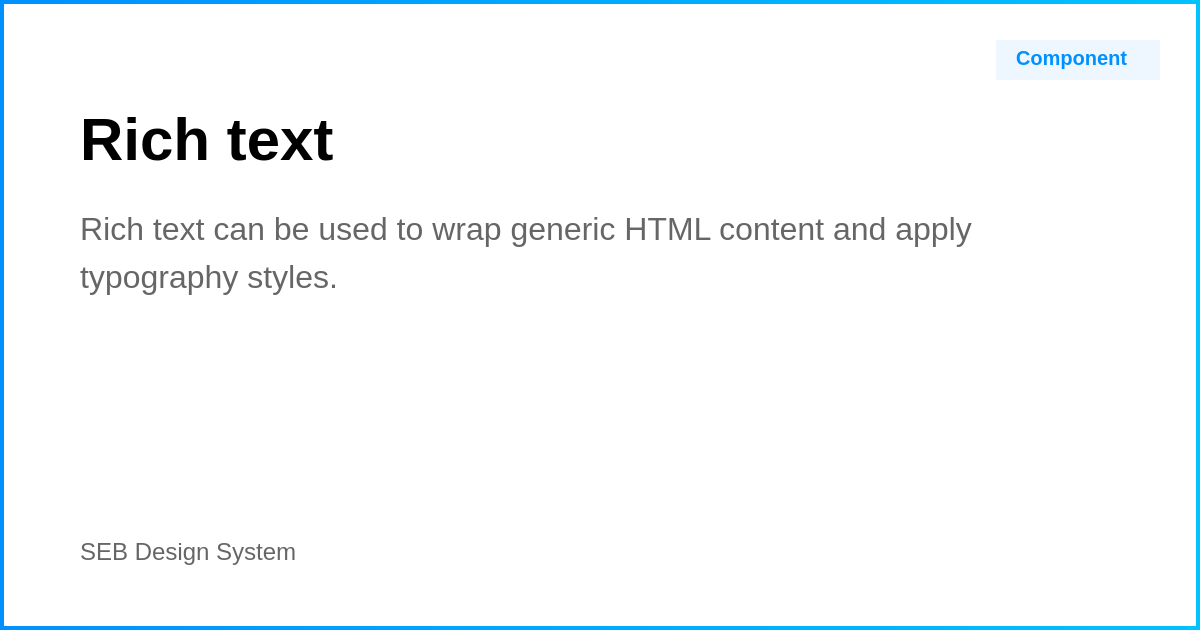 Component
Rich text
Rich text can be used to wrap generic HTML content and apply
typography styles.
SEB Design System